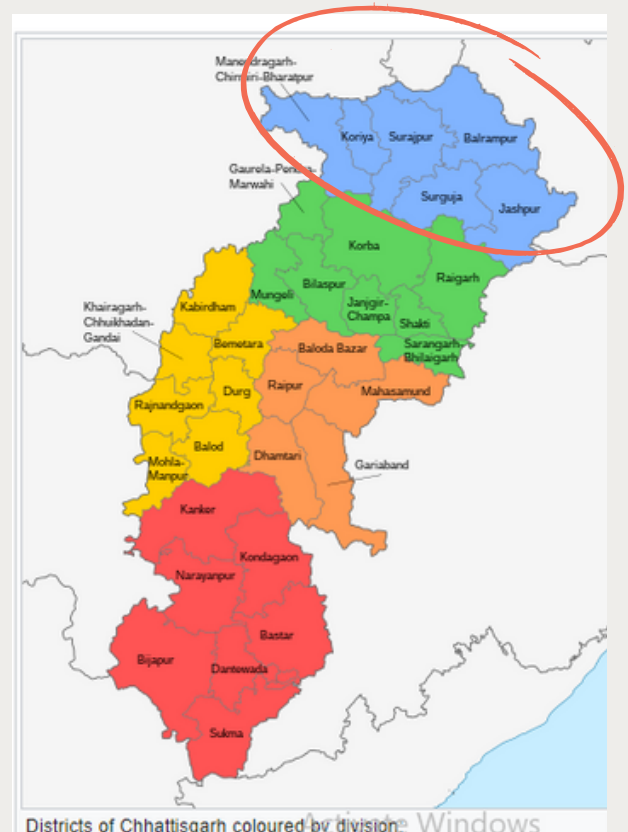 Manendragarh-
Chirmiri-Bharatpur
Koriya
Surajpur
Balrampur
Gaurela-Pendra-
Marwahi
Surguja
Jashpur
Korba
Raigarh
Bilaspur
Mungeli
Janjgir-
Champa
Shakti
Kabirdham
Khairagarh-
Chhuikhadan-
Gandai
Bemetara
Baloda Bazar
Sarangarh-
Bhilaigarh
Rajnandgaon
Durg
Raipur
Mahasamund
Balod
Mohla-
Manpur
Dhamtari
Gariaband
Kanker
Kondagaon
Narayanpur
Bastar
Bijapur
Dantewada
Sukma
Districts of Chhattisgarh coloured by division.
Activate Windows